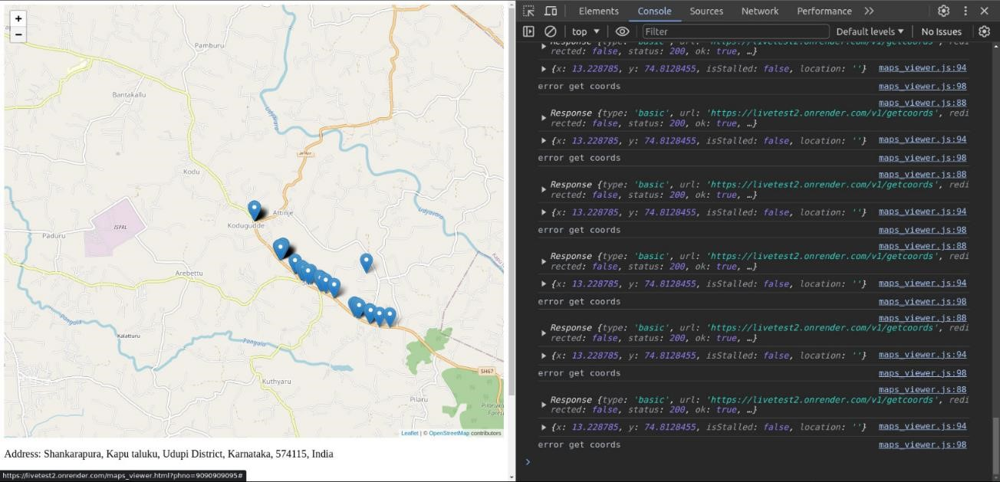 +
−
Pamburu
Bantakallu
Udyavara
Kodu
Attinje
ISPRL
Kodugudde
Udyavara
Paduru
Arebettu
Pangala
Kalatturu
Pangala
Kuthyaru
SH67
Pilaru
Leaflet | © OpenStreetMap contributors
Address: Shankarapura, Kapu taluku, Udupi District, Karnataka, 574115, India
https://livetest2.onrender.com/maps_viewer.html?phno=9090909095#
Elements Console Sources Network Performance
top Filter Default levels No Issues
Response {type: 'basic', url: 'https://livetest2.onrender.com/v1/getcoords', redi
rected: false, status: 200, ok: true, …}
{x: 13.228785, y: 74.8128455, isStalled: false, location: ''} maps_viewer.js:94
error get coords maps_viewer.js:98
maps_viewer.js:88
Response {type: 'basic', url: 'https://livetest2.onrender.com/v1/getcoords', redi
rected: false, status: 200, ok: true, …}
{x: 13.228785, y: 74.8128455, isStalled: false, location: ''} maps_viewer.js:94
error get coords maps_viewer.js:98
maps_viewer.js:88
Response {type: 'basic', url: 'https://livetest2.onrender.com/v1/getcoords', redi
rected: false, status: 200, ok: true, …}
{x: 13.228785, y: 74.8128455, isStalled: false, location: ''} maps_viewer.js:94
error get coords maps_viewer.js:98
maps_viewer.js:88
Response {type: 'basic', url: 'https://livetest2.onrender.com/v1/getcoords', redi
rected: false, status: 200, ok: true, …}
{x: 13.228785, y: 74.8128455, isStalled: false, location: ''} maps_viewer.js:94
error get coords maps_viewer.js:98
maps_viewer.js:88
Response {type: 'basic', url: 'https://livetest2.onrender.com/v1/getcoords', redi
rected: false, status: 200, ok: true, …}
{x: 13.228785, y: 74.8128455, isStalled: false, location: ''} maps_viewer.js:94
error get coords maps_viewer.js:98
maps_viewer.js:88
Response {type: 'basic', url: 'https://livetest2.onrender.com/v1/getcoords', redi
rected: false, status: 200, ok: true, …}
{x: 13.228785, y: 74.8128455, isStalled: false, location: ''} maps_viewer.js:94
error get coords maps_viewer.js:98